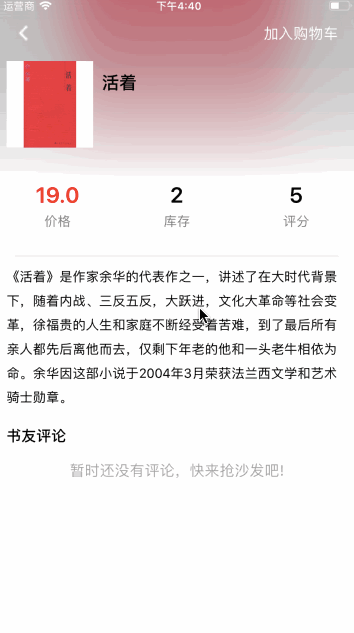 运营商 下午4:40
加入购物车
活着
活着
19.0 2 5
价格 库存 评分
《活着》是作家余华的代表作之一，讲述了在大时代背景
下，随着内战、三反五反，大跃进，文化大革命等社会变
革，徐福贵的人生和家庭不断经受着苦难，到了最后所有
亲人都先后离他而去，仅剩下年老的他和一头老牛相依为
命。余华因这部小说于2004年3月荣获法兰西文学和艺术
骑士勋章。
书友评论
暂时还没有评论，快来抢沙发吧!